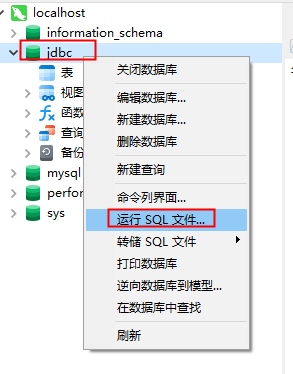 localhost
information_schema
jdbc
表
视图
函数
查询
备份
mysql
perfor
sys
关闭数据库
编辑数据库...
新建数据库...
删除数据库
新建查询
命令列界面...
运行 SQL 文件...
转储 SQL 文件
打印数据库
逆向数据库到模型...
在数据库中查找
刷新